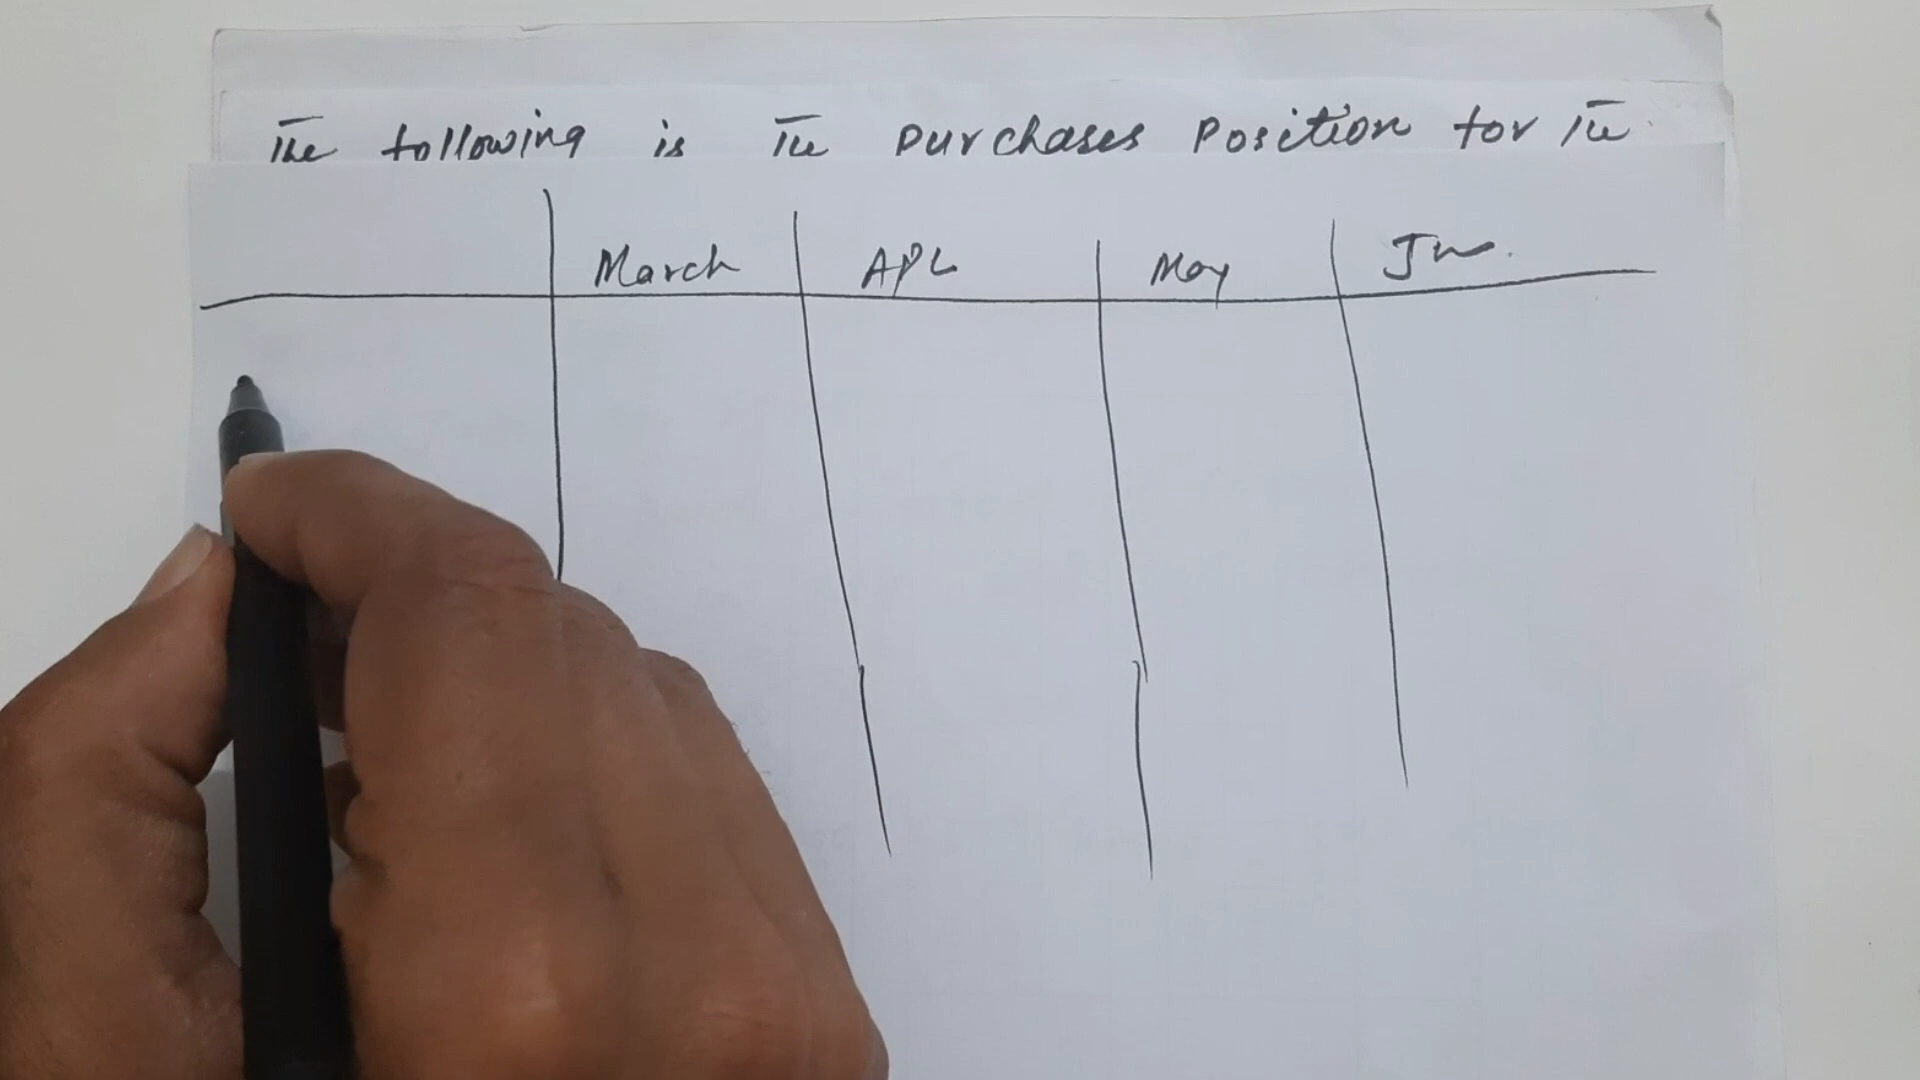 The following is The purchases Position for The
March APL May Jun.